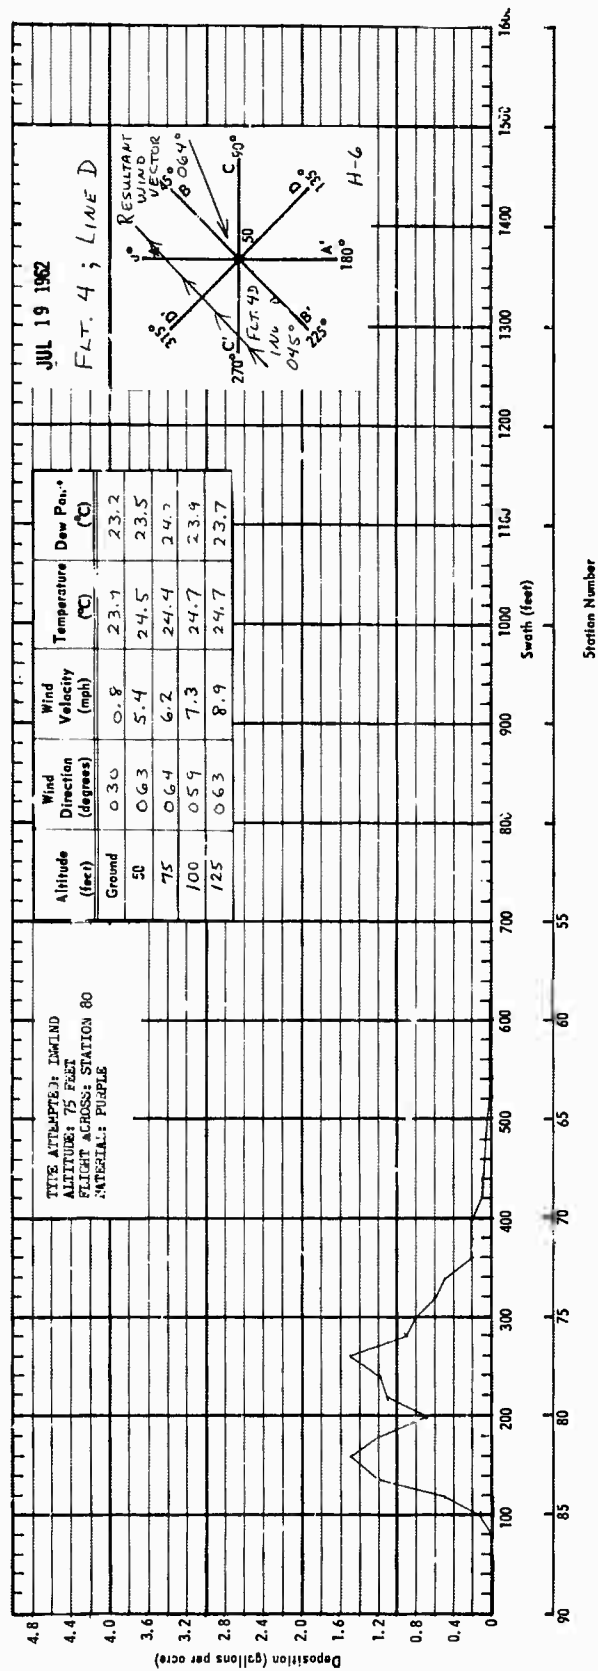 JUL 19 1962
FLT. 4 ; LINE D
RESULTANT
WIND
VECTOR
064°
B
C 90°
D
135°
A'
180°
B'
225°
270° C'
315° D'
50
FLT. 4D
045°
H-6
TYPE ATTEMPTED: INWIND
ALTITUDE: 75 FEET
FLIGHT ACROSS: STATION 80
MATERIAL: PURPLE
Altitude (feet) Wind Direction (degrees) Wind Velocity (mph) Temperature (°C) Dew (°C)
Ground 030 0.8 23.2
50 063 5.4 24.5 23.5
75 064 6.2 24.4
100 059 7.3 24.7 23.9
125 063 8.9 24.7 23.7
Deposition (gallons per acre)
4.8
4.4
4.0
3.6
3.2
2.8
2.4
2.0
1.6
1.2
0.8
0.4
0
100 200 300 400 500 600 700 800 900 1000 1100 1200 1300 1400 1500 1600
Swath (feet)
90 85 80 75 70 65 60 55
Station Number